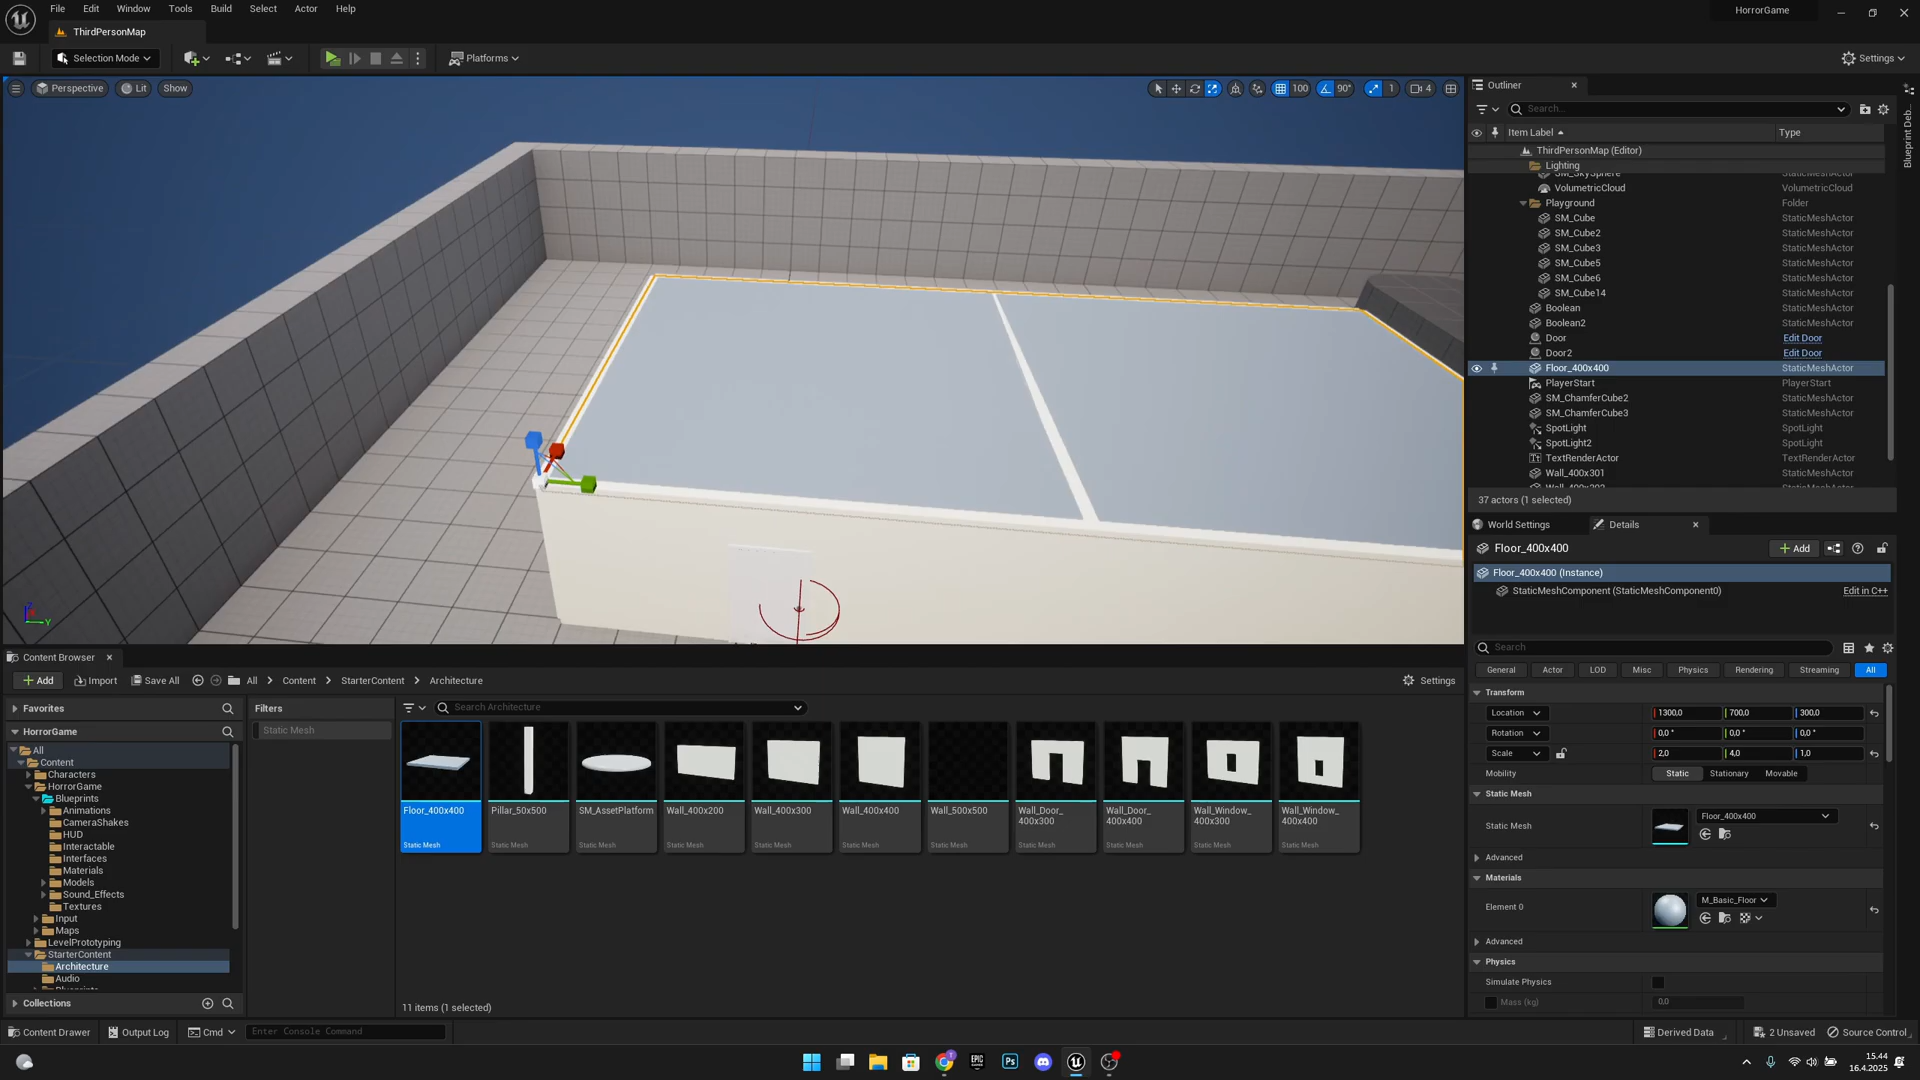 File Edit Window Tools Build Select Actor Help
HorrorGame
ThirdPersonMap
Selection Mode
Platforms
Settings
Perspective Lit Show
100 90° 1 4
Outliner
Search...
Item Label Type
ThirdPersonMap (Editor)
Lighting
SM_SkySphere StaticMeshActor
VolumetricCloud VolumetricCloud
Playground Folder
SM_Cube StaticMeshActor
SM_Cube2 StaticMeshActor
SM_Cube3 StaticMeshActor
SM_Cube5 StaticMeshActor
SM_Cube6 StaticMeshActor
SM_Cube14 StaticMeshActor
Boolean StaticMeshActor
Boolean2 StaticMeshActor
Door Edit Door
Door2 Edit Door
Floor_400x400 StaticMeshActor
PlayerStart PlayerStart
SM_ChamferCube2 StaticMeshActor
SM_ChamferCube3 StaticMeshActor
SpotLight SpotLight
SpotLight2 SpotLight
TextRenderActor TextRenderActor
Wall_400x301 StaticMeshActor
37 actors (1 selected)
Blueprint Deb...
World Settings Details
Floor_400x400
Add
Floor_400x400 (Instance)
StaticMeshComponent (StaticMeshComponent0) Edit in C++
Search
General Actor LOD Misc Physics Rendering Streaming All
Transform
Location 1300,0 700,0 300,0
Rotation 0,0 ° 0,0 ° 0,0 °
Scale 2,0 4,0 1,0
Mobility Static Stationary Movable
Static Mesh
Static Mesh Floor_400x400
Advanced
Materials
Element 0 M_Basic_Floor
Advanced
Physics
Simulate Physics
Mass (kg) 0,0
Z
Y
Content Browser
Add Import Save All All Content StarterContent Architecture
Settings
Favorites
HorrorGame
All
Content
Characters
HorrorGame
Blueprints
Animations
CameraShakes
HUD
Interactable
Interfaces
Materials
Models
Sound_Effects
Textures
Input
Maps
LevelPrototyping
StarterContent
Architecture
Audio
Collections
Filters
Static Mesh
Search Architecture
Floor_400x400
Static Mesh
Pillar_50x500
Static Mesh
SM_AssetPlatform
Static Mesh
Wall_400x200
Static Mesh
Wall_400x300
Static Mesh
Wall_400x400
Static Mesh
Wall_500x500
Static Mesh
Wall_Door_
400x300
Static Mesh
Wall_Door_
400x400
Static Mesh
Wall_Window_
400x300
Static Mesh
Wall_Window_
400x400
Static Mesh
11 items (1 selected)
Content Drawer Output Log Cmd Enter Console Command
Derived Data 2 Unsaved Source Control
EPIC
Ps
15.44
16.4.2025